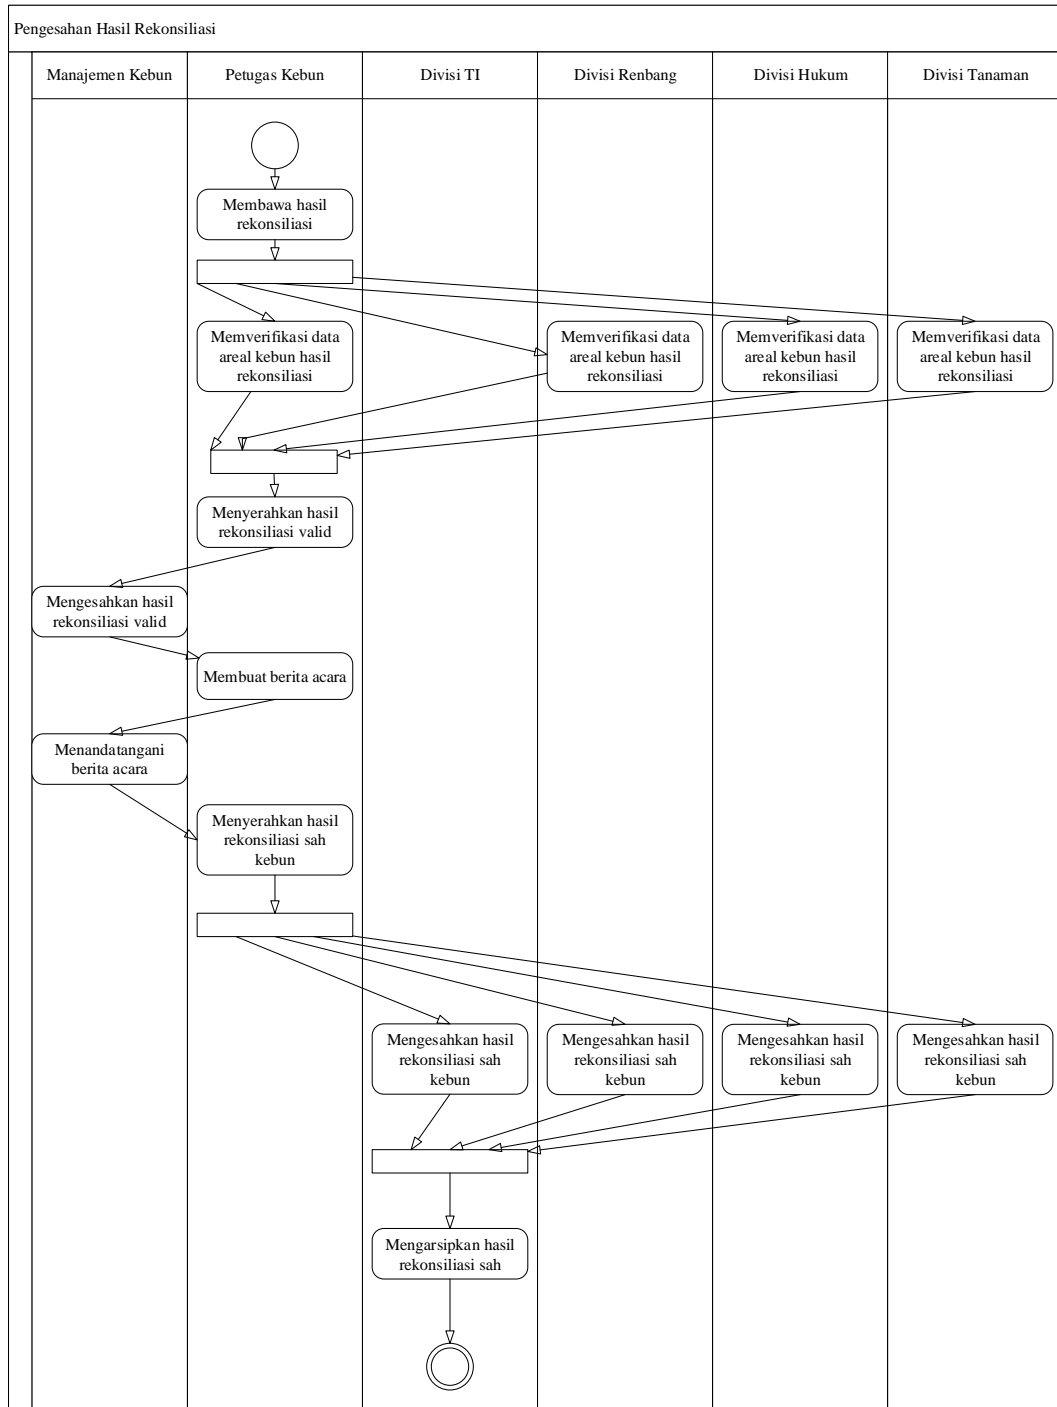 Pengesahan Hasil Rekonsiliasi
Manajemen Kebun
Petugas Kebun
Divisi TI
Divisi Renbang
Divisi Hukum
Divisi Tanaman
Membawa hasil
rekonsiliasi
Memverifikasi data
areal kebun hasil
rekonsiliasi
Memverifikasi data
areal kebun hasil
rekonsiliasi
Memverifikasi data
areal kebun hasil
rekonsiliasi
Memverifikasi data
areal kebun hasil
rekonsiliasi
Menyerahkan hasil
rekonsiliasi valid
Mengesahkan hasil
rekonsiliasi valid
Membuat berita acara
Menandatangani
berita acara
Menyerahkan hasil
rekonsiliasi sah
kebun
Mengesahkan hasil
rekonsiliasi sah
kebun
Mengesahkan hasil
rekonsiliasi sah
kebun
Mengesahkan hasil
rekonsiliasi sah
kebun
Mengesahkan hasil
rekonsiliasi sah
kebun
Mengarsipkan hasil
rekonsiliasi sah